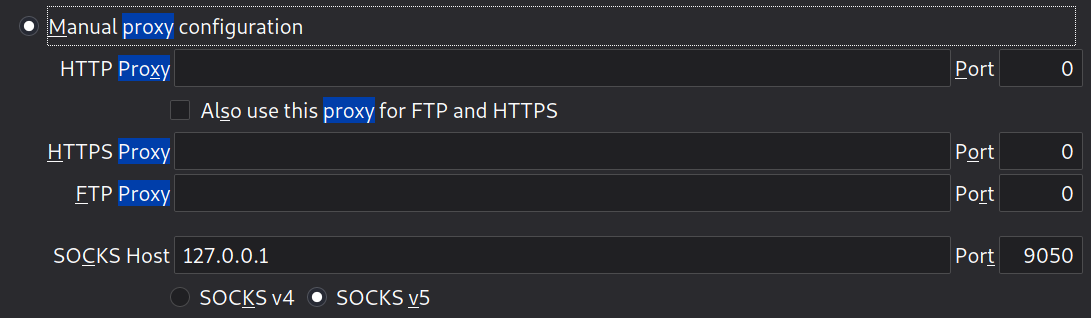 Manual proxy configuration
HTTP Proxy Port 0
Also use this proxy for FTP and HTTPS
HTTPS Proxy Port 0
FTP Proxy Port 0
SOCKS Host 127.0.0.1 Port 9050
SOCKS v4 SOCKS v5